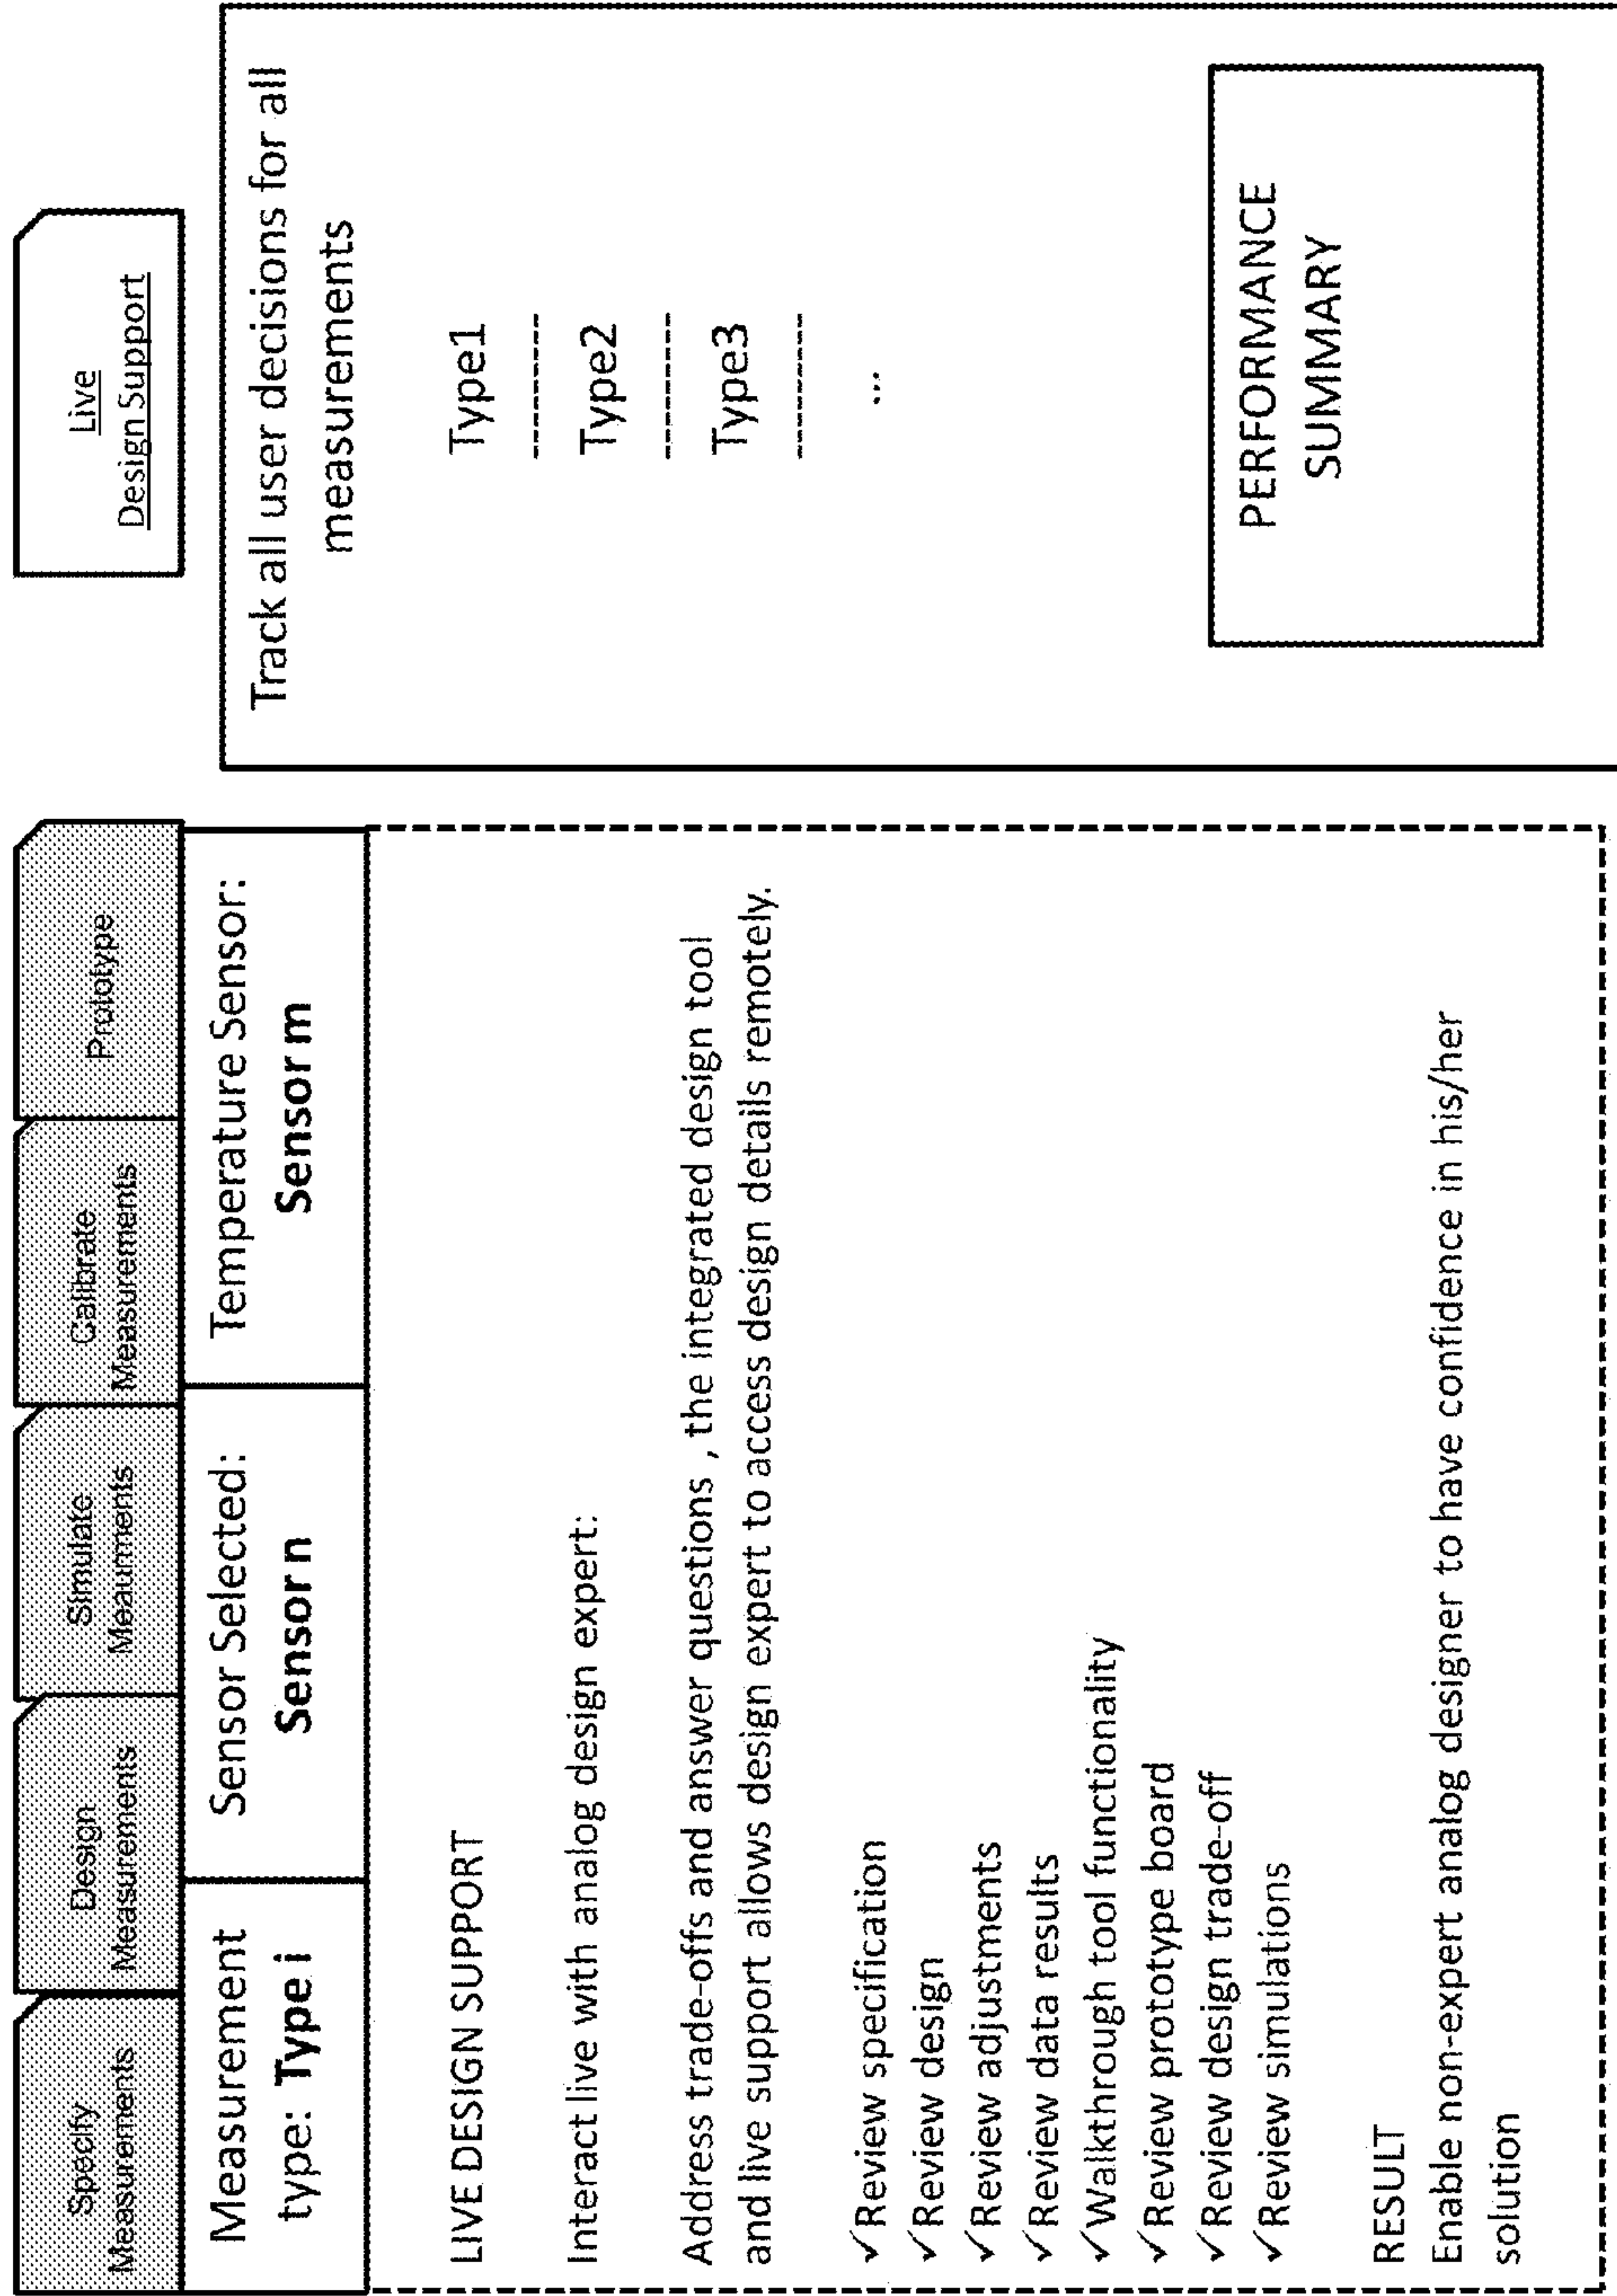 Specify
Measurements
Design
Measurements
Simulate
Meaurments
Calibrate
Measurements
Prototype
Live
Design Support
Measurement
type: Type i
Sensor Selected:
Sensor n
Temperature Sensor:
Sensor m
LIVE DESIGN SUPPORT
Interact live with analog design expert:
Address trade-offs and answer questions , the integrated design tool
and live support allows design expert to access design details remotely.
✓Review specification
✓Review design
✓Review adjustments
✓Review data results
✓Walkthrough tool functionality
✓Review prototype board
✓Review design trade-off
✓Review simulations
RESULT
Enable non-expert analog designer to have confidence in his/her
solution
Track all user decisions for all
measurements
Type1
---------
Type2
---------
Type3
---------
...
PERFORMANCE
SUMMARY